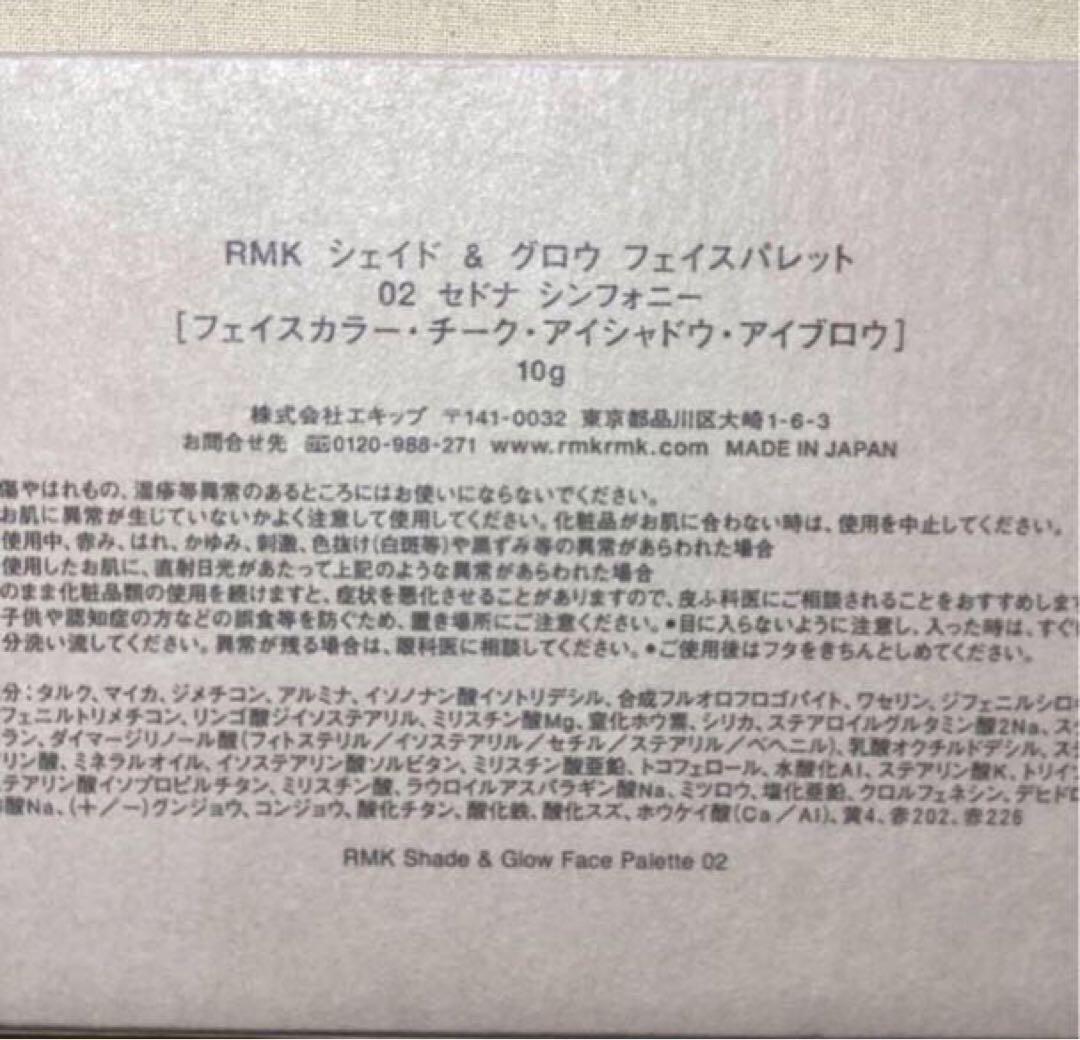 RMK シェイド & グロウ フェイスパレット
02 セドナ シンフォニー
[フェイスカラー・チーク・アイシャドウ・アイブロウ]
10g
株式会社エキップ 〒141-0032 東京都品川区大崎1-6-3
お問合せ先 0120-988-271 www.rmkrmk.com MADE IN JAPAN
傷やはれもの、湿疹等異常のあるところにはお使いにならないでください。
お肌に異常が生じていないかよく注意して使用してください。化粧品がお肌に合わない時は、使用を中止してください。
使用中、赤み、はれ、かゆみ、刺激、色抜け(白斑等)や黒ずみ等の異常があらわれた場合
使用したお肌に、直射日光があたって上記のような異常があらわれた場合
のまま化粧品類の使用を続けますと、症状を悪化させることがありますので、皮ふ科医にご相談されることをおすすめします
子供や認知症の方などの誤食等を防ぐため、置き場所にご注意ください。●目に入らないように注意し、入った時は、すぐに
分洗い流してください。異常が残る場合は、眼科医に相談してください。●ご使用後はフタをきちんとしめてください。
分:タルク、マイカ、ジメチコン、アルミナ、イソノナン酸イソトリデシル、合成フルオロフロゴパイト、ワセリン、ジフェニルシロキ
フェニルトリメチコン、リンゴ酸ジイソステアリル、ミリスチン酸Mg、窒化ホウ素、シリカ、ステアロイルグルタミン酸2Na、スク
ラン、ダイマージリノール酸(フィトステリル/イソステアリル/セチル/ステアリル/ベヘニル)、乳酸オクチルドデシル、ステ
リン酸、ミネラルオイル、イソステアリン酸ソルビタン、ミリスチン酸亜鉛、トコフェロール、水酸化Al、ステアリン酸K、トリイソ
テアリン酸イソプロピルチタン、ミリスチン酸、ラウロイルアスパラギン酸Na、ミツロウ、塩化亜鉛、クロルフェネシン、デヒドロ
酸Na、(+/−)グンジョウ、コンジョウ、酸化チタン、酸化鉄、酸化スズ、ホウケイ酸(Ca/Al)、黄4、赤202、赤226
RMK Shade & Glow Face Palette 02